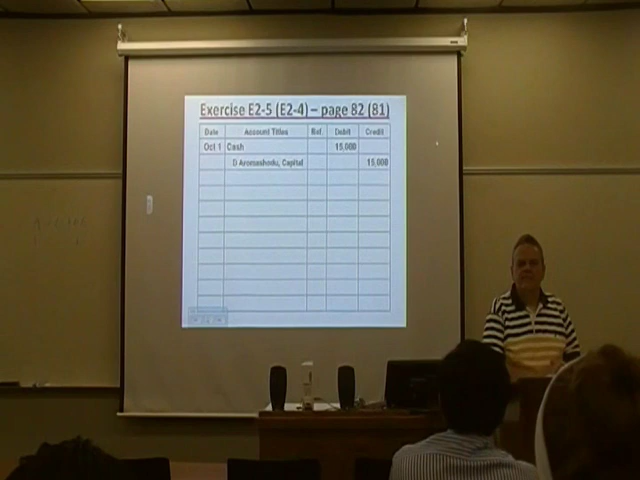 Exercise E2-5 (E2-4) – page 82 (81)
Date Account Titles Ref. Debit Credit
Oct 1 Cash 15,000
D Aromashodu, Capital 15,000